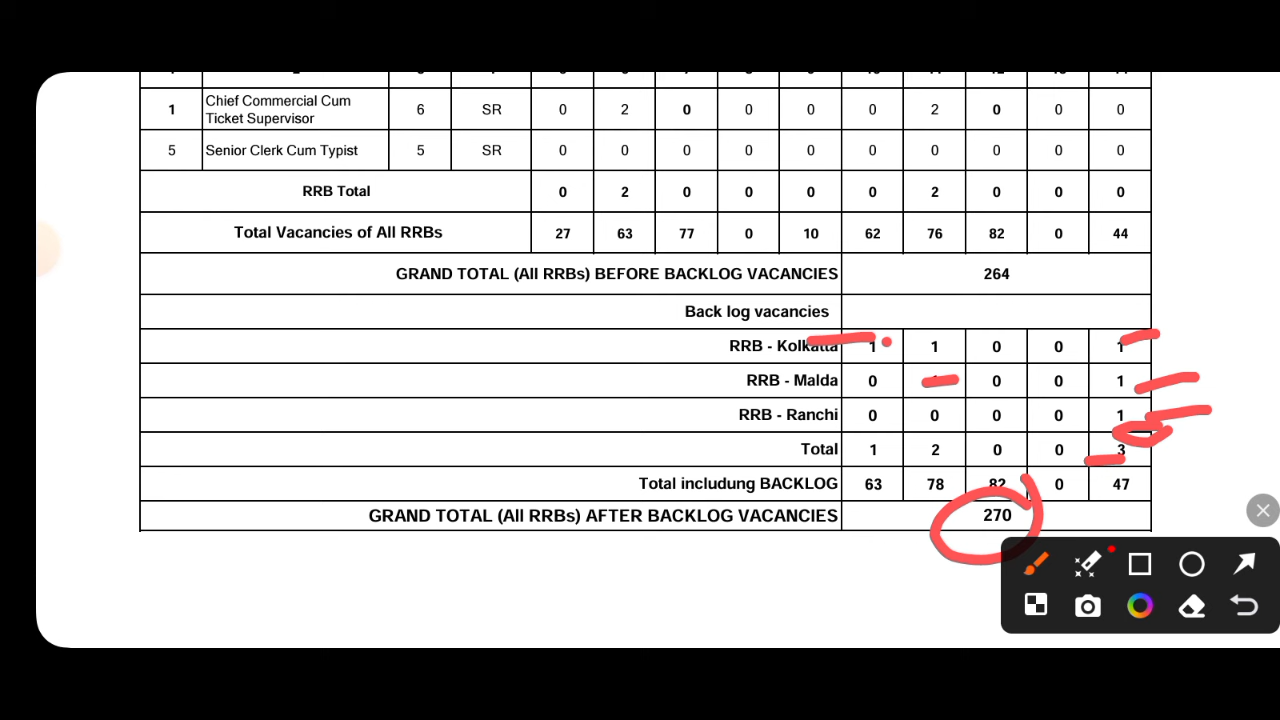 1 Chief Commercial Cum Ticket Supervisor 6 SR 0 2 0 0 0 0 2 0 0 0
5 Senior Clerk Cum Typist 5 SR 0 0 0 0 0 0 0 0 0 0
RRB Total 0 2 0 0 0 0 2 0 0 0
Total Vacancies of All RRBs 27 63 77 0 10 62 76 82 0 44
GRAND TOTAL (All RRBs) BEFORE BACKLOG VACANCIES 264
Back log vacancies
RRB - Kolkatta 1 1 0 0 1
RRB - Malda 0 0 0 1
RRB - Ranchi 0 0 0 0 1
Total 1 2 0 0 3
Total includung BACKLOG 63 78 82 0 47
GRAND TOTAL (All RRBs) AFTER BACKLOG VACANCIES 270